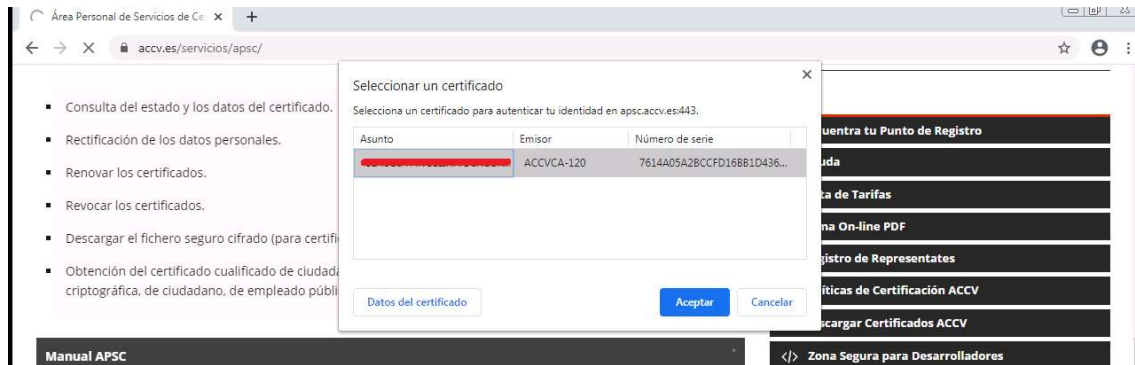 Área Personal de Servicios de Ce
accv.es/servicios/apsc/
Consulta del estado y los datos del certificado.
Rectificación de los datos personales.
Renovar los certificados.
Revocar los certificados.
Descargar el fichero seguro cifrado (para certifi
Obtención del certificado cualificado de ciudada
criptográfica, de ciudadano, de empleado públi
Manual APSC
Seleccionar un certificado
Selecciona un certificado para autenticar tu identidad en apsc.accv.es:443.
Asunto Emisor Número de serie
ACCVCA-120 7614A05A2BCCFD16BB1D436...
Datos del certificado Aceptar Cancelar
uentra tu Punto de Registro
uda
ta de Tarifas
na On-line PDF
gistro de Representates
íticas de Certificación ACCV
scargar Certificados ACCV
</> Zona Segura para Desarrolladores